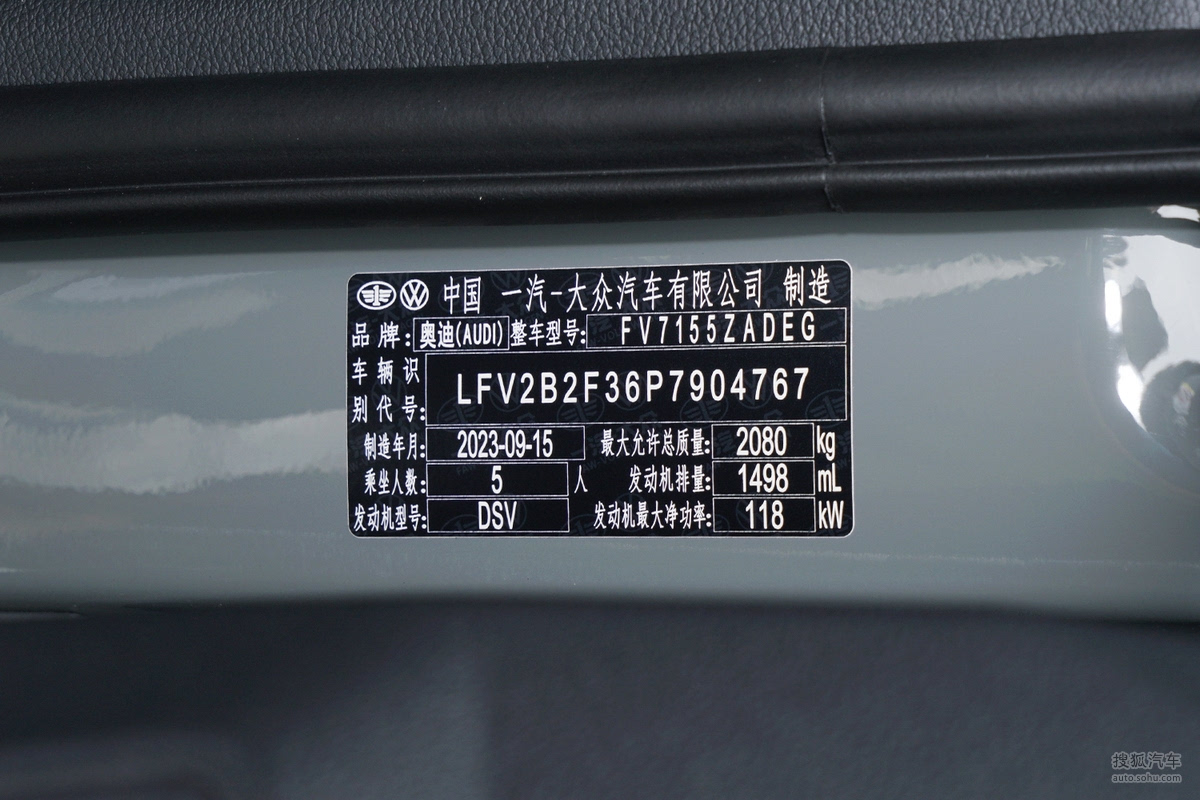 中国 一汽-大众汽车有限公司 制造
品牌: 奥迪(AUDI) 整车型号: FV7155ZADEG
车辆识别代号: LFV2B2F36P7904767
制造年月: 2023-09-15 最大允许总质量: 2080 kg
乘坐人数: 5 人 发动机排量: 1498 mL
发动机型号: DSV 发动机最大净功率: 118 kW
搜狐汽车
auto.sohu.com